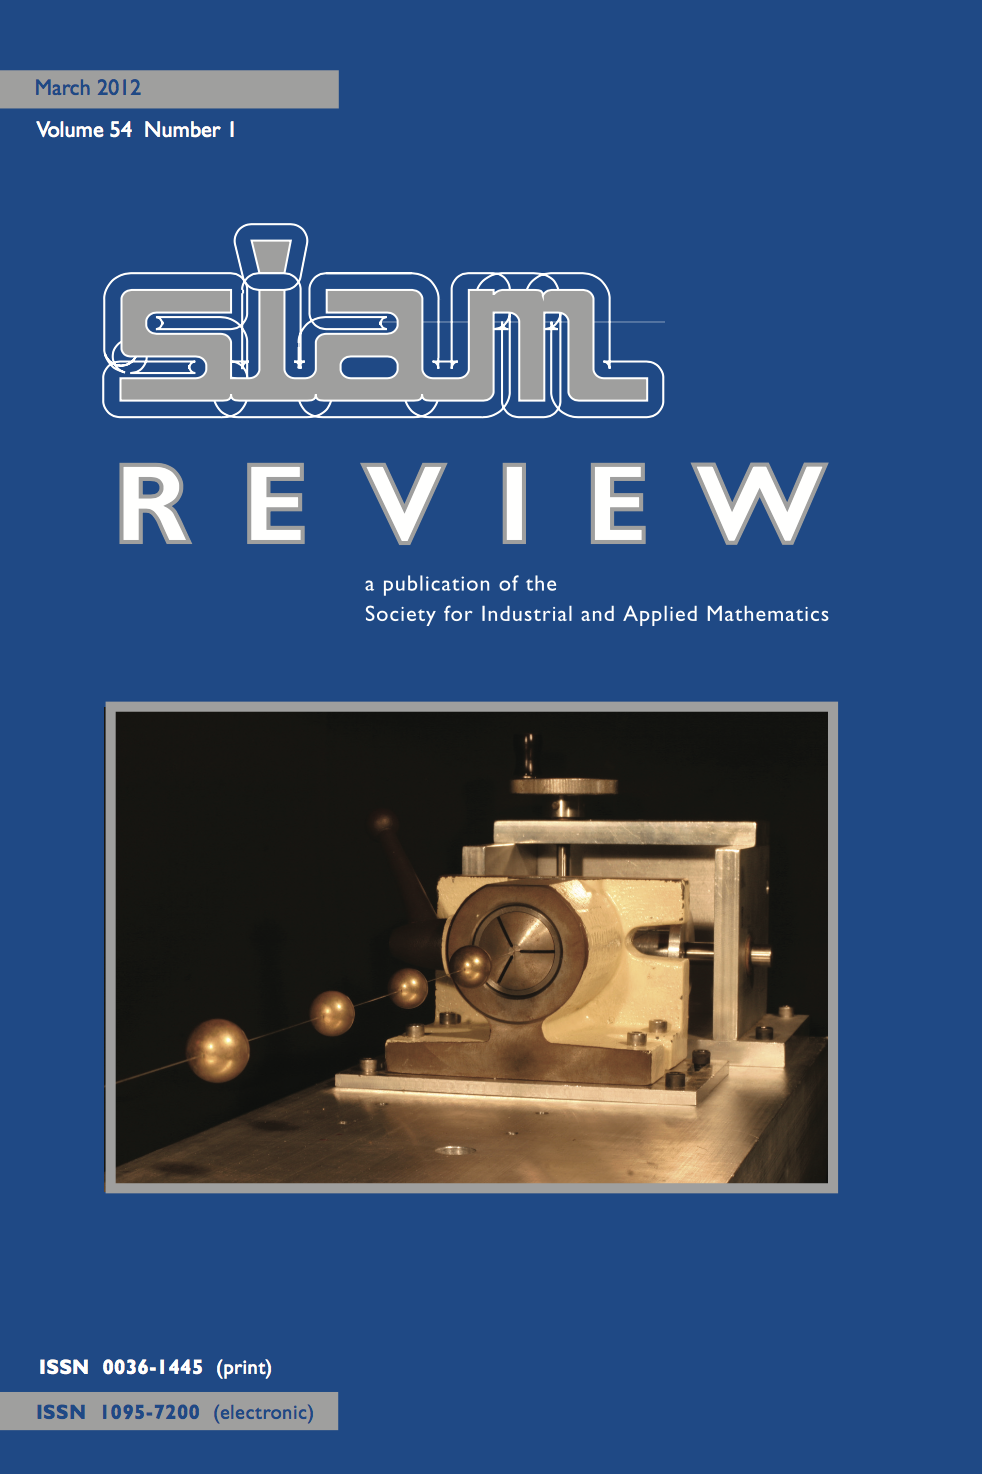 March 2012
Volume 54 Number 1
siam
REVIEW
a publication of the
Society for Industrial and Applied Mathematics
ISSN 0036-1445 (print)
ISSN 1095-7200 (electronic)